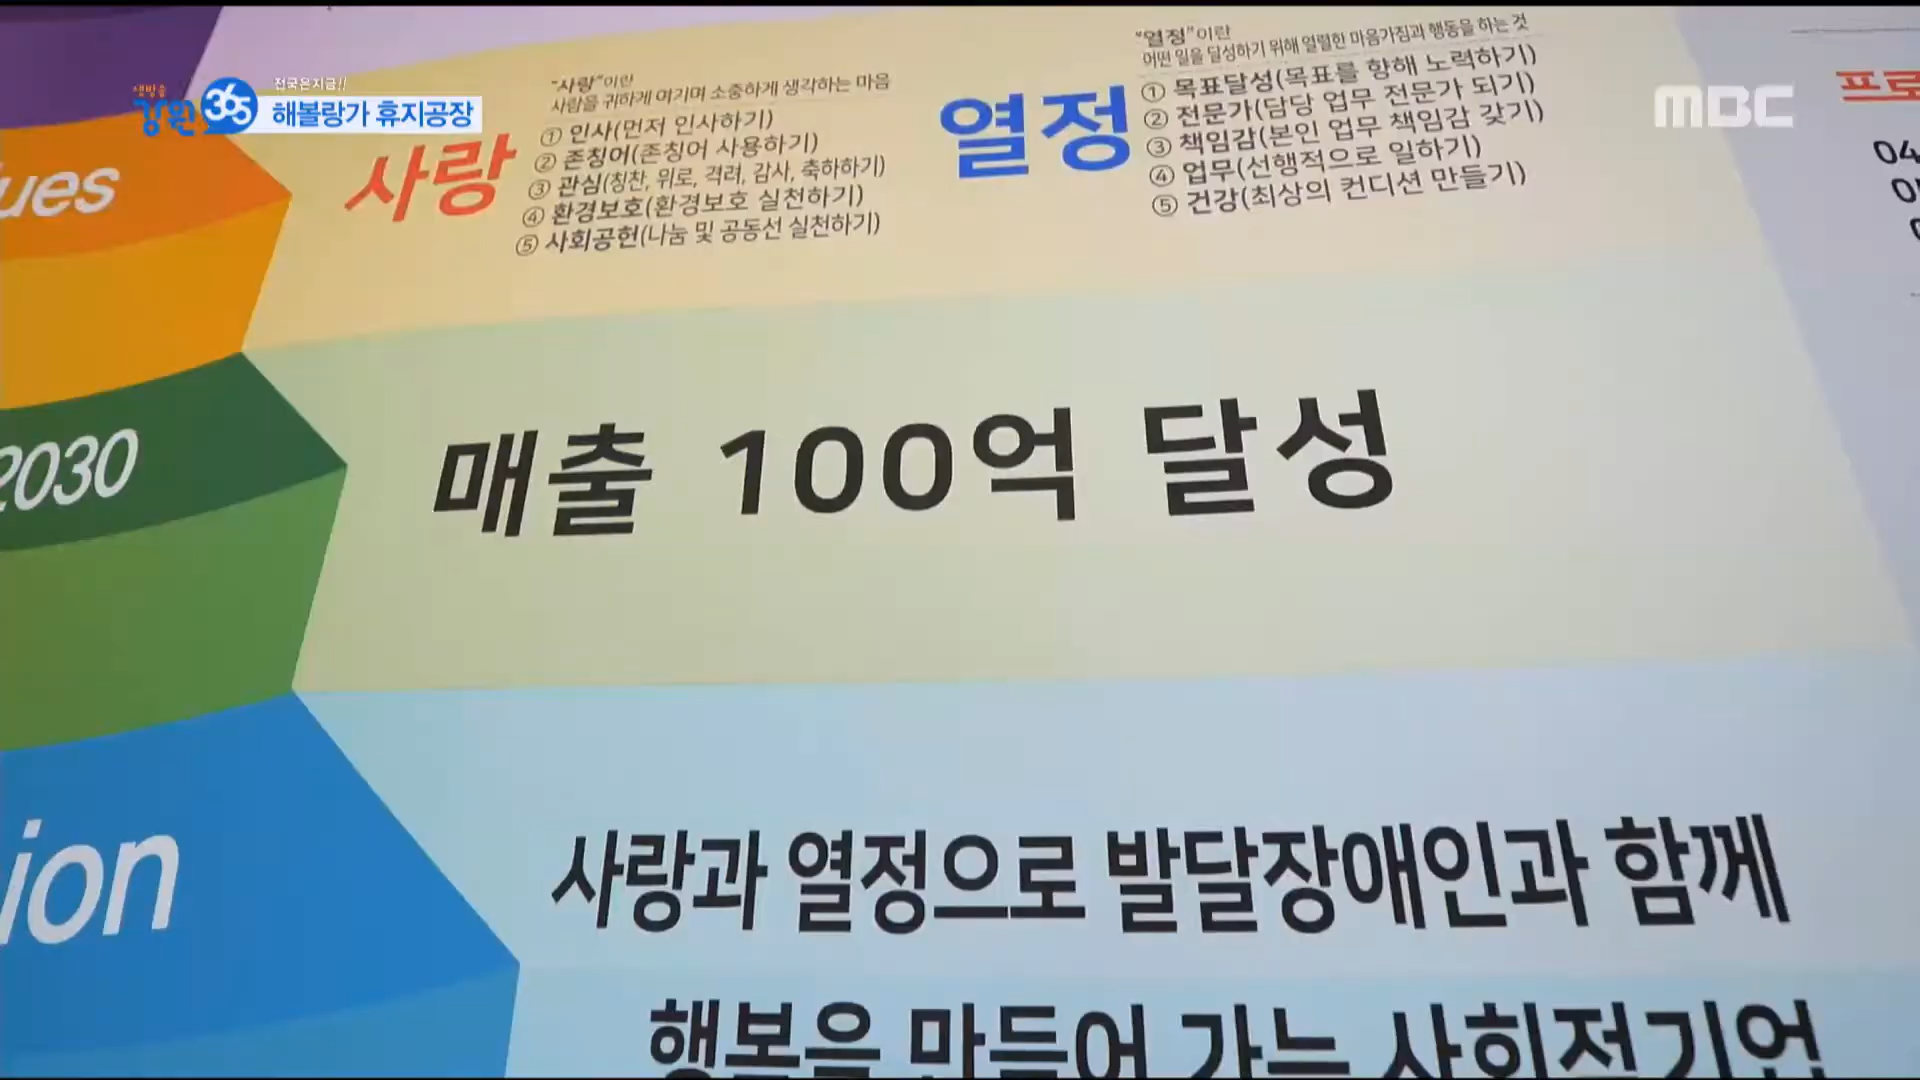 전국은지금!!
생방송 강원 365
해볼랑가 휴지공장
MBC
ues
사랑
"사랑"이란
사람을 귀하게 여기며 소중하게 생각하는 마음
① 인사(먼저 인사하기)
② 존칭어(존칭어 사용하기)
③ 관심(칭찬, 위로, 격려, 감사, 축하하기)
④ 환경보호(환경보호 실천하기)
⑤ 사회공헌(나눔 및 공동선 실천하기)
열정
"열정"이란
어떤 일을 달성하기 위해 열렬한 마음가짐과 행동을 하는 것
① 목표달성(목표를 향해 노력하기)
② 전문가(담당 업무 전문가 되기)
③ 책임감(본인 업무 책임감 갖기)
④ 업무(선행적으로 일하기)
⑤ 건강(최상의 컨디션 만들기)
프로
04
2030
매출 100억 달성
ion
사랑과 열정으로 발달장애인과 함께
행복을 만들어 가는 사회적기업